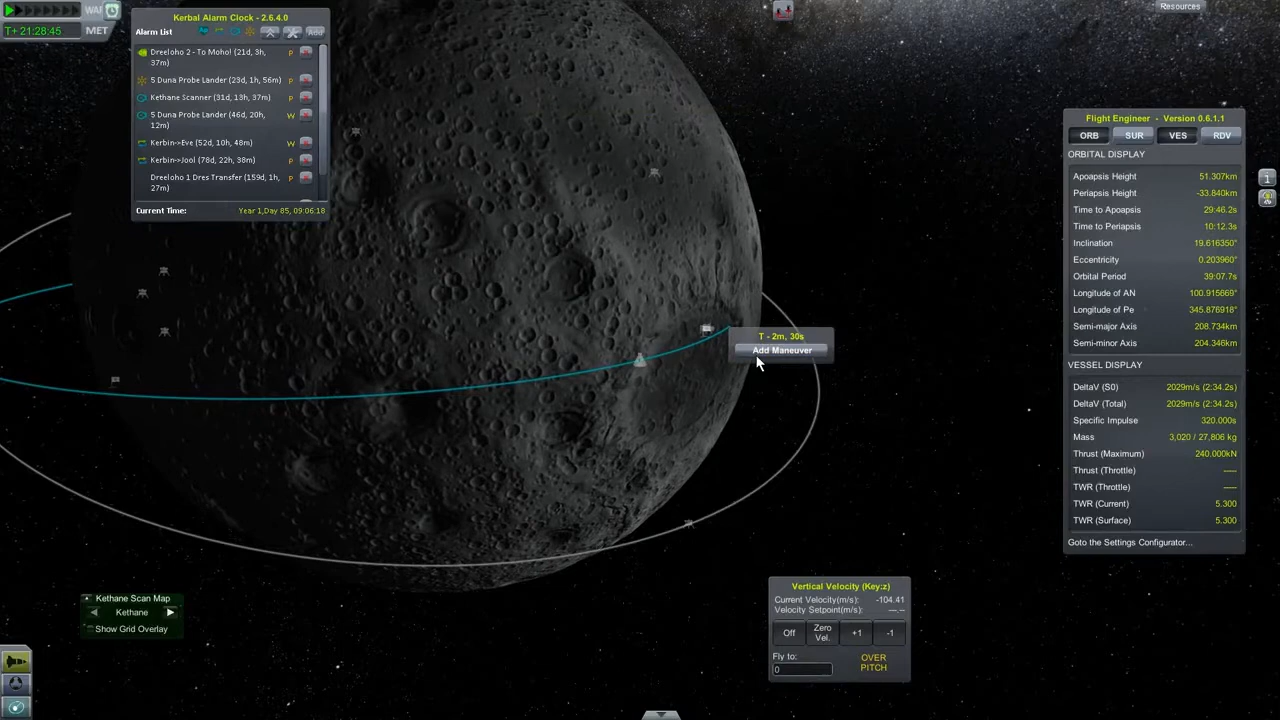 WAR
T+ 21:28:45
MET
Kerbal Alarm Clock - 2.6.4.0
Alarm List
Add
Dreeloho 2 - To Moho! (21d, 3h,
37m)
P
5 Duna Probe Lander (23d, 1h, 56m)
P
Kethane Scanner (31d, 13h, 37m)
P
5 Duna Probe Lander (46d, 20h,
12m)
W
Kerbin->Eve (52d, 10h, 48m)
W
Kerbin->Jool (78d, 22h, 38m)
P
Dreeloho 1 Dres Transfer (159d, 1h,
27m)
P
Current Time:
Year 1,Day 85, 09:06:18
Resources
Flight Engineer - Version 0.6.1.1
ORB SUR VES RDV
ORBITAL DISPLAY
Apoapsis Height 51.307km
Periapsis Height -33.840km
Time to Apoapsis 29:46.2s
Time to Periapsis 10:12.3s
Inclination 19.616350°
Eccentricity 0.203960°
Orbital Period 39:07.7s
Longitude of AN 100.915869°
Longitude of Pe 345.876918°
Semi-major Axis 208.734km
Semi-minor Axis 204.346km
VESSEL DISPLAY
DeltaV (S0) 2029m/s (2:34.2s)
DeltaV (Total) 2029m/s (2:34.2s)
Specific Impulse 320.000s
Mass 3,020 / 27,806 kg
Thrust (Maximum) 240.000kN
Thrust (Throttle) -----
TWR (Throttle) -----
TWR (Current) 5.300
TWR (Surface) 5.300
Goto the Settings Configurator...
T - 2m, 30s
Add Maneuver
Kethane Scan Map
Kethane
Show Grid Overlay
Vertical Velocity (Key:z)
Current Velocity(m/s): -104.41
Velocity Setpoint(m/s) ---.--
Off
Zero
Vel.
+1
-1
Fly to:
0
OVER
PITCH